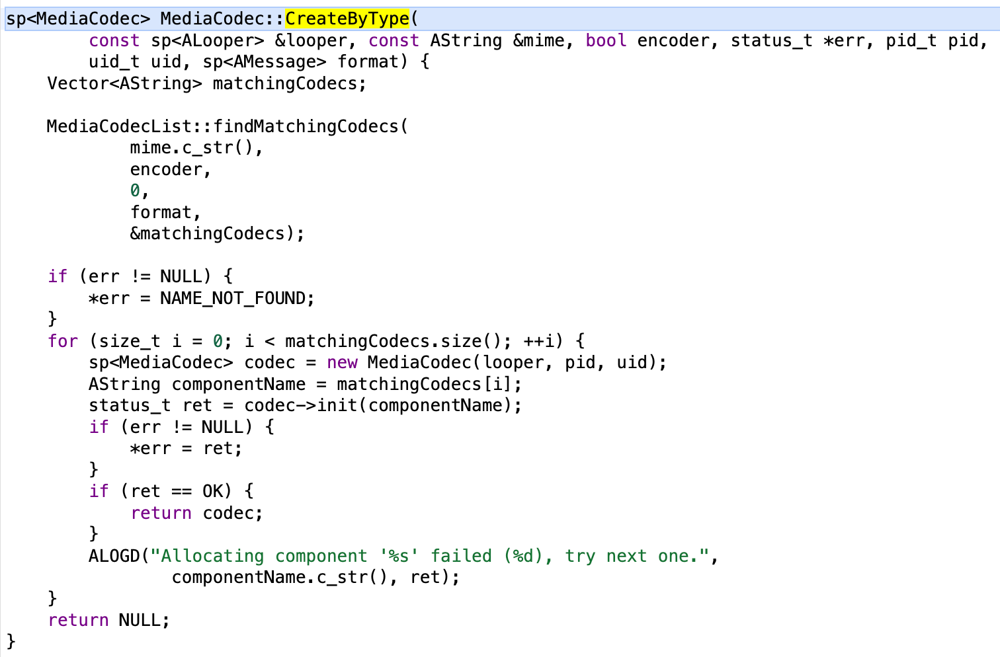 sp<MediaCodec> MediaCodec::CreateByType(
        const sp<ALooper> &looper, const AString &mime, bool encoder, status_t *err, pid_t pid,
        uid_t uid, sp<AMessage> format) {
    Vector<AString> matchingCodecs;

    MediaCodecList::findMatchingCodecs(
            mime.c_str(),
            encoder,
            0,
            format,
            &matchingCodecs);

    if (err != NULL) {
        *err = NAME_NOT_FOUND;
    }
    for (size_t i = 0; i < matchingCodecs.size(); ++i) {
        sp<MediaCodec> codec = new MediaCodec(looper, pid, uid);
        AString componentName = matchingCodecs[i];
        status_t ret = codec->init(componentName);
        if (err != NULL) {
            *err = ret;
        }
        if (ret == OK) {
            return codec;
        }
        ALOGD("Allocating component '%s' failed (%d), try next one.",
                componentName.c_str(), ret);
    }
    return NULL;
}